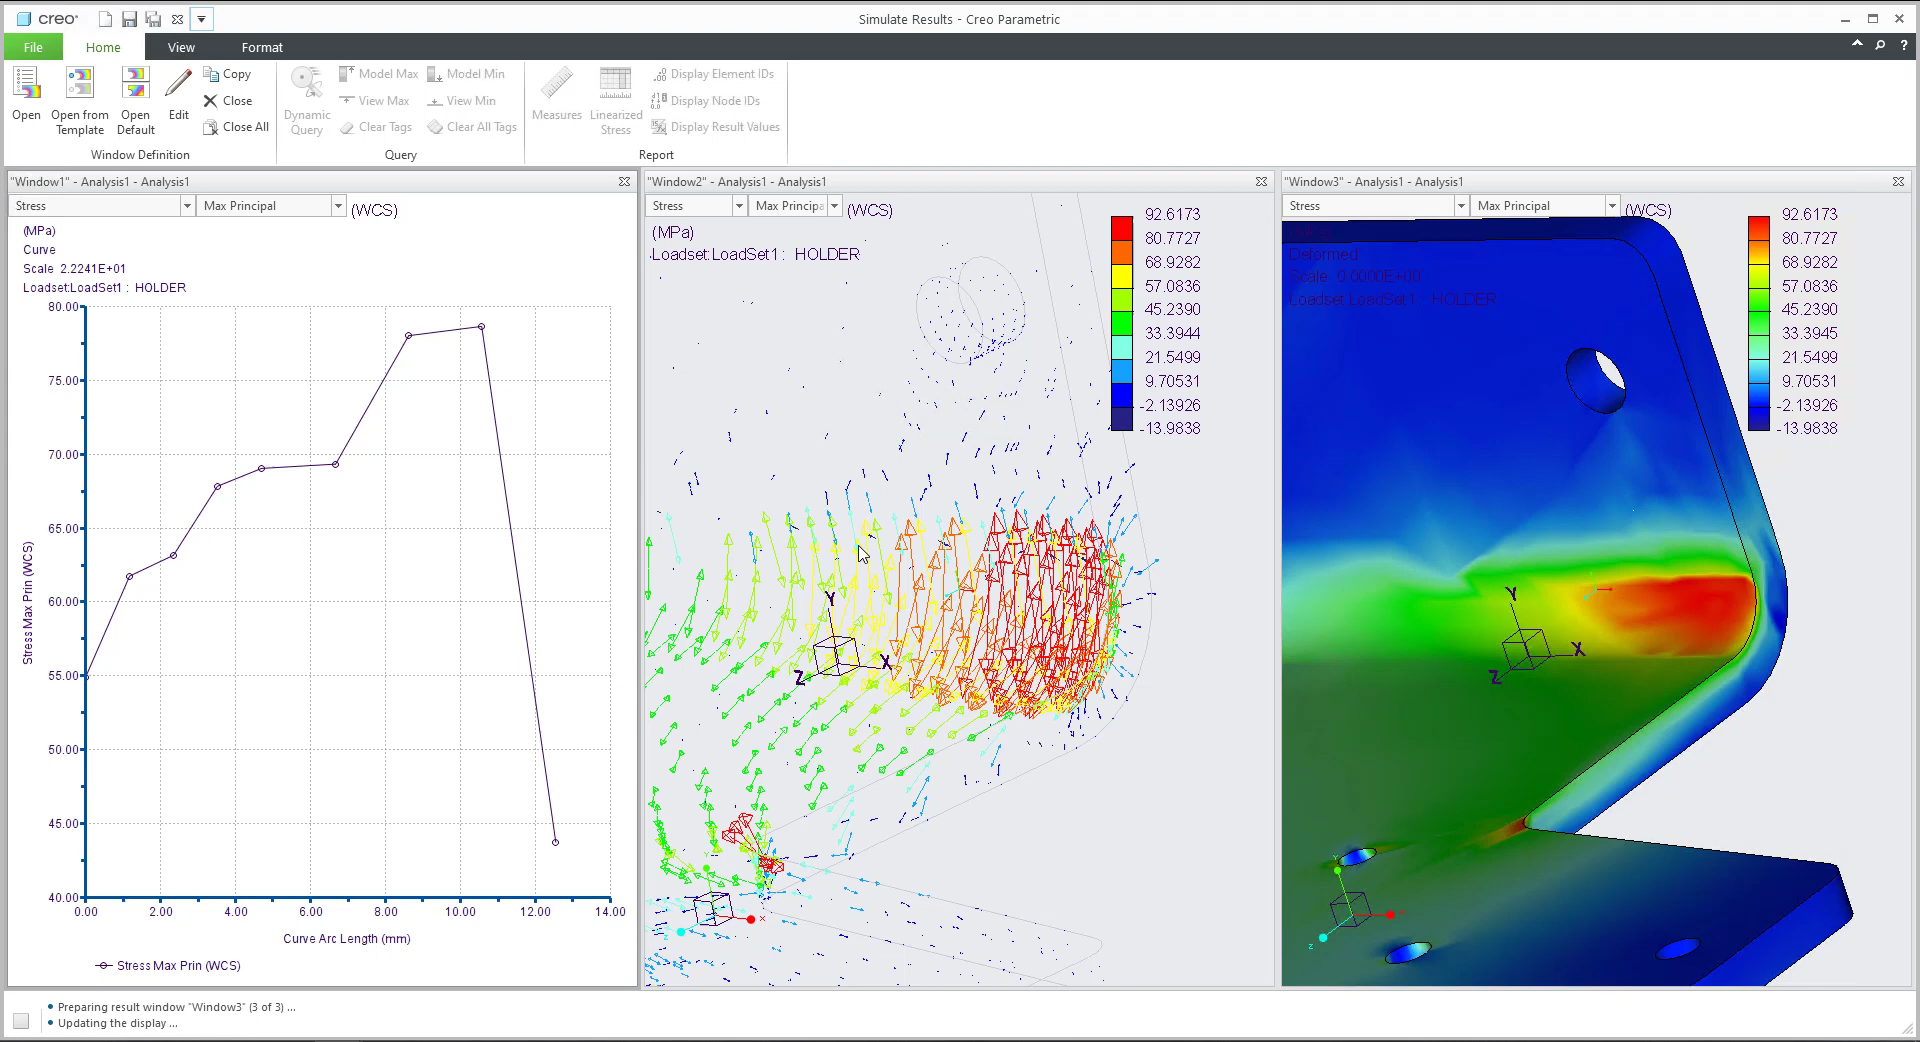 creo
Simulate Results - Creo Parametric
File
Home
View
Format
?
Open
Open from
Template
Open
Default
Edit
Copy
Close
Close All
Window Definition
Dynamic
Query
Model Max
View Max
Clear Tags
Model Min
View Min
Clear All Tags
Query
Measures
Linearized
Stress
Display Element IDs
Display Node IDs
Display Result Values
Report
"Window1" - Analysis1 - Analysis1
Stress
Max Principal
(WCS)
(MPa)
Curve
Scale 2.2241E+01
Loadset:LoadSet1 : HOLDER
80.00
75.00
70.00
65.00
60.00
55.00
50.00
45.00
40.00
Stress Max Prin (WCS)
0.00 2.00 4.00 6.00 8.00 10.00 12.00 14.00
Curve Arc Length (mm)
Stress Max Prin (WCS)
"Window2" - Analysis1 - Analysis1
Stress
Max Principa
(WCS)
(MPa)
Loadset:LoadSet1 : HOLDER
92.6173
80.7727
68.9282
57.0836
45.2390
33.3944
21.5499
9.70531
-2.13926
-13.9838
Y
X
Z
X
Z
"Window3" - Analysis1 - Analysis1
Stress
Max Principal
(WCS)
Deformed
Scale 0.0000E+00
Loadset:LoadSet1 : HOLDER
92.6173
80.7727
68.9282
57.0836
45.2390
33.3945
21.5499
9.70531
-2.13926
-13.9838
Y
X
Z
Z
Preparing result window "Window3" (3 of 3) ...
Updating the display ...